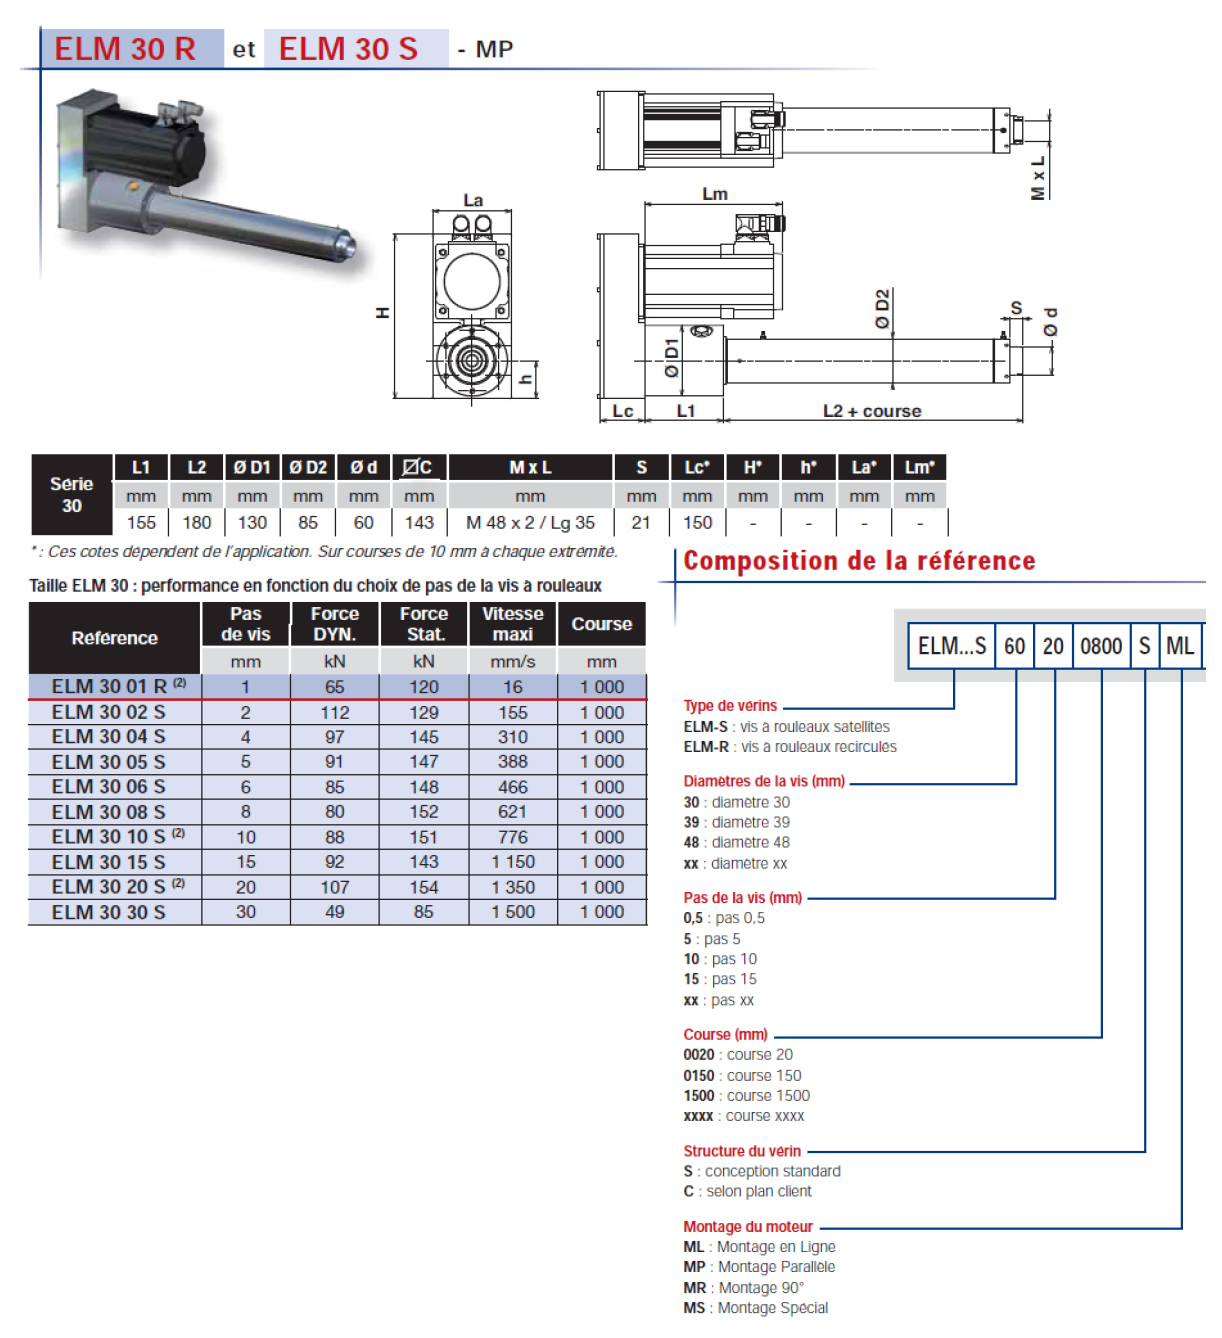 ELM 30 R et ELM 30 S - MP
M x L
La
Lm
H
h
Ø D1
Ø D2
S
Ø d
Lc
L1
L2 + course
Série 30
L1 L2 Ø D1 Ø D2 Ø d C M x L S Lc* H* h* La* Lm*
mm mm mm mm mm mm mm mm mm mm mm mm mm
155 180 130 85 60 143 M 48 x 2 / Lg 35 21 150 - - - -
* : Ces cotes dépendent de l'application. Sur courses de 10 mm à chaque extrémité.
Taille ELM 30 : performance en fonction du choix de pas de la vis à rouleaux
Référence Pas de vis Force DYN. Force Stat. Vitesse maxi Course
mm kN kN mm/s mm
ELM 30 01 R (2) 1 65 120 16 1 000
ELM 30 02 S 2 112 129 155 1 000
ELM 30 04 S 4 97 145 310 1 000
ELM 30 05 S 5 91 147 388 1 000
ELM 30 06 S 6 85 148 466 1 000
ELM 30 08 S 8 80 152 621 1 000
ELM 30 10 S (2) 10 88 151 776 1 000
ELM 30 15 S 15 92 143 1 150 1 000
ELM 30 20 S (2) 20 107 154 1 350 1 000
ELM 30 30 S 30 49 85 1 500 1 000
Composition de la référence
ELM...S 60 20 0800 S ML
Type de vérins
ELM-S : vis à rouleaux satellites
ELM-R : vis à rouleaux recirculés
Diamètres de la vis (mm)
30 : diamètre 30
39 : diamètre 39
48 : diamètre 48
xx : diamètre xx
Pas de la vis (mm)
0,5 : pas 0,5
5 : pas 5
10 : pas 10
15 : pas 15
xx : pas xx
Course (mm)
0020 : course 20
0150 : course 150
1500 : course 1500
xxxx : course xxxx
Structure du vérin
S : conception standard
C : selon plan client
Montage du moteur
ML : Montage en Ligne
MP : Montage Parallèle
MR : Montage 90°
MS : Montage Spécial